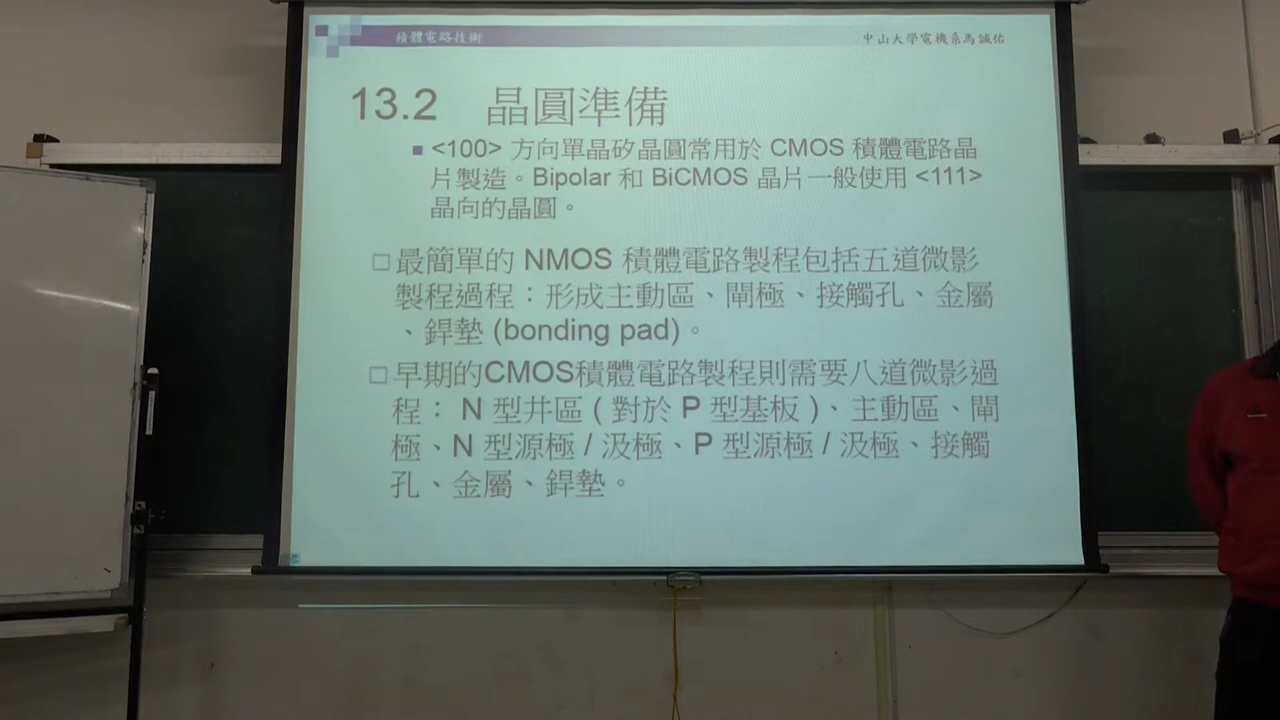 積體電路技術
中山大學電機系馬誠佑
13.2 晶圓準備
<100> 方向單晶矽晶圓常用於 CMOS 積體電路晶
片製造。Bipolar 和 BiCMOS 晶片一般使用 <111>
晶向的晶圓。
最簡單的 NMOS 積體電路製程包括五道微影
製程過程：形成主動區、閘極、接觸孔、金屬
、銲墊 (bonding pad)。
早期的CMOS積體電路製程則需要八道微影過
程： N 型井區 ( 對於 P 型基板 )、主動區、閘
極、N 型源極 / 汲極、P 型源極 / 汲極、接觸
孔、金屬、銲墊。